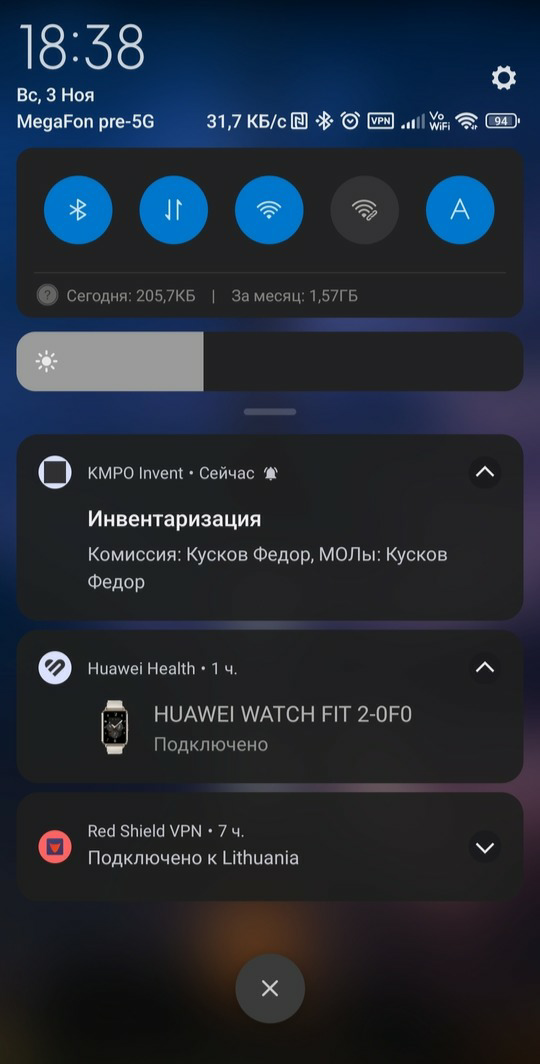 18:38
Вс, 3 Ноя
MegaFon pre-5G
31,7 КБ/с VPN Vo WiFi 94
A
? Сегодня: 205,7КБ | За месяц: 1,57ГБ
KMPO Invent • Сейчас
Инвентаризация
Комиссия: Кусков Федор, МОЛы: Кусков
Федор
Huawei Health • 1 ч.
HUAWEI WATCH FIT 2-0F0
Подключено
Red Shield VPN • 7 ч.
Подключено к Lithuania